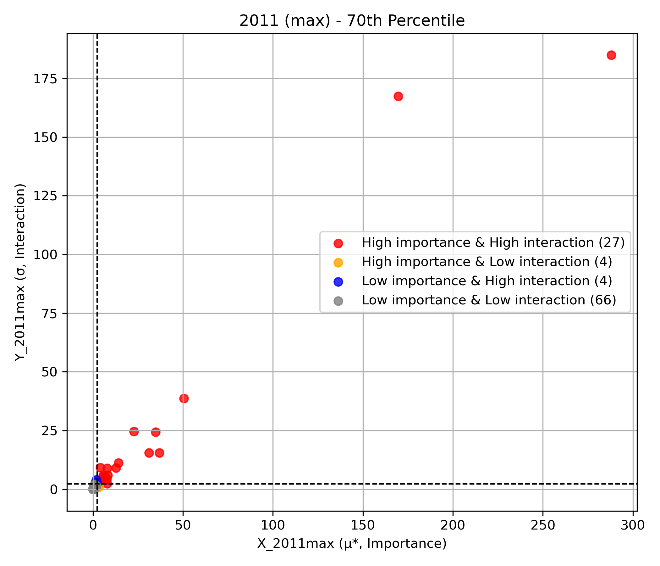 2011 (max) - 70th Percentile
175
150
125
100
75
50
25
0
Y_2011max (σ, Interaction)
High importance & High interaction (27)
High importance & Low interaction (4)
Low importance & High interaction (4)
Low importance & Low interaction (66)
0 50 100 150 200 250 300
X_2011max (μ*, Importance)